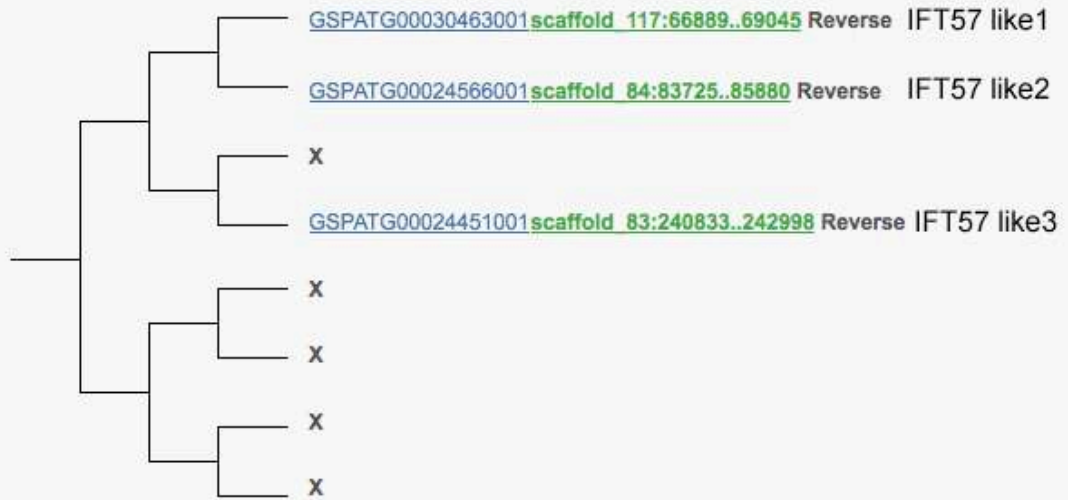 GSPATG00030463001scaffold_117:66889..69045 Reverse IFT57 like1
GSPATG00024566001scaffold_84:83725..85880 Reverse IFT57 like2
X
GSPATG00024451001scaffold_83:240833..242998 Reverse IFT57 like3
X
X
X
X